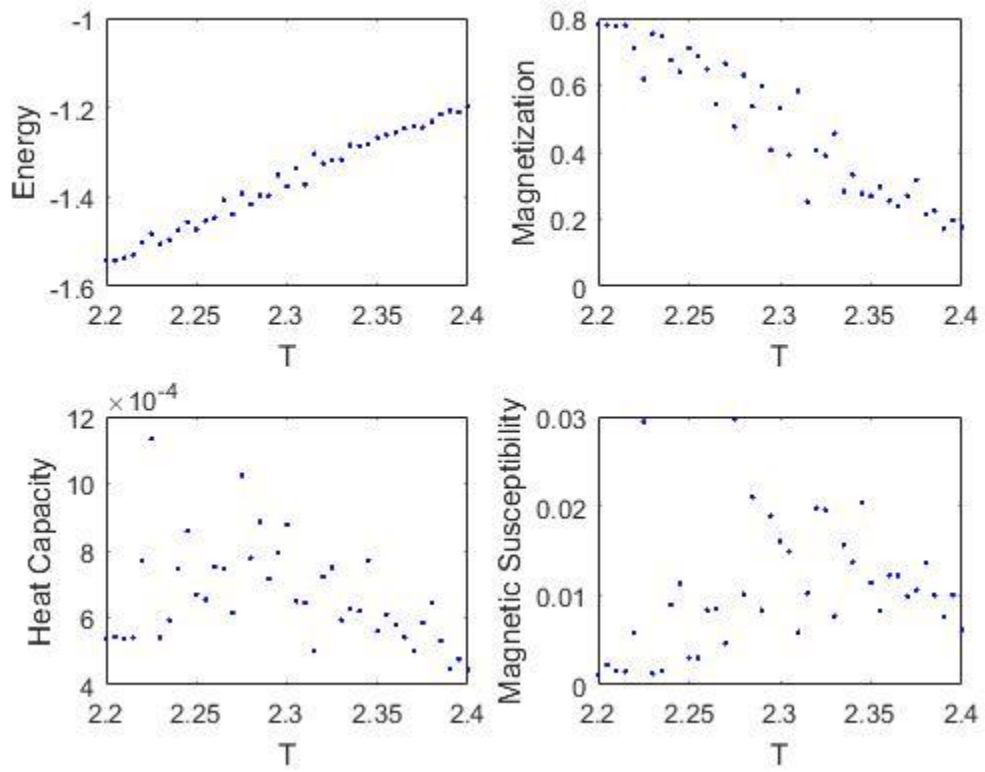 -1
-1.2
-1.4
-1.6
Energy
2.2 2.25 2.3 2.35 2.4
T
0.8
0.6
0.4
0.2
0
Magnetization
2.2 2.25 2.3 2.35 2.4
T
×10-4
12
10
8
6
4
Heat Capacity
2.2 2.25 2.3 2.35 2.4
T
0.03
0.02
0.01
0
Magnetic Susceptibility
2.2 2.25 2.3 2.35 2.4
T